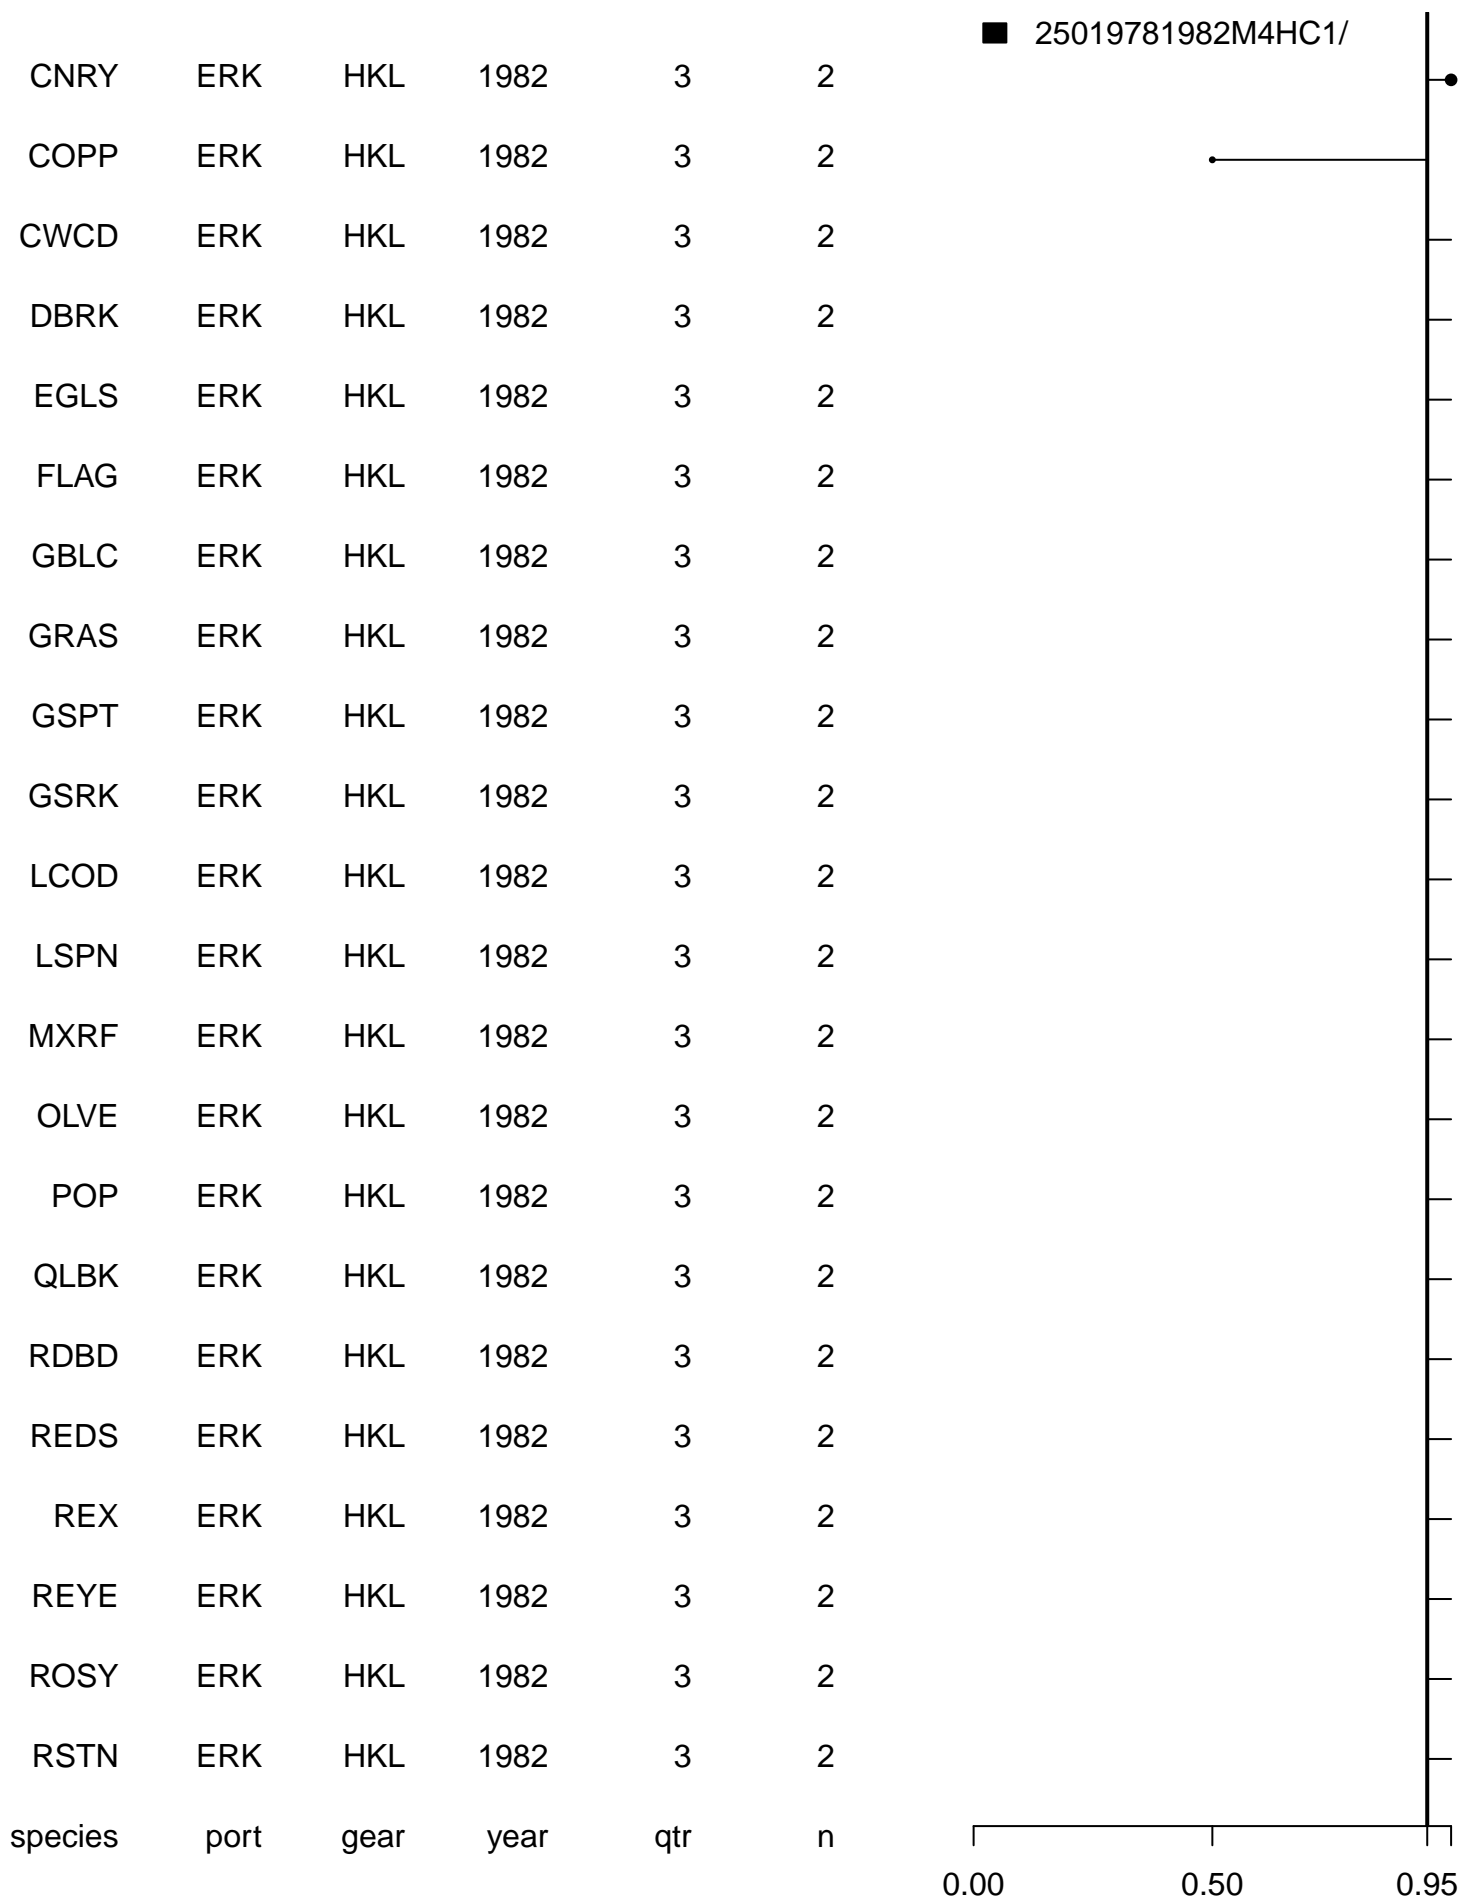 25019781982M4HC1/
CNRY ERK HKL 1982 3 2
COPP ERK HKL 1982 3 2
CWCD ERK HKL 1982 3 2
DBRK ERK HKL 1982 3 2
EGLS ERK HKL 1982 3 2
FLAG ERK HKL 1982 3 2
GBLC ERK HKL 1982 3 2
GRAS ERK HKL 1982 3 2
GSPT ERK HKL 1982 3 2
GSRK ERK HKL 1982 3 2
LCOD ERK HKL 1982 3 2
LSPN ERK HKL 1982 3 2
MXRF ERK HKL 1982 3 2
OLVE ERK HKL 1982 3 2
POP ERK HKL 1982 3 2
QLBK ERK HKL 1982 3 2
RDBD ERK HKL 1982 3 2
REDS ERK HKL 1982 3 2
REX ERK HKL 1982 3 2
REYE ERK HKL 1982 3 2
ROSY ERK HKL 1982 3 2
RSTN ERK HKL 1982 3 2
species port gear year qtr n
0.00 0.50 0.95